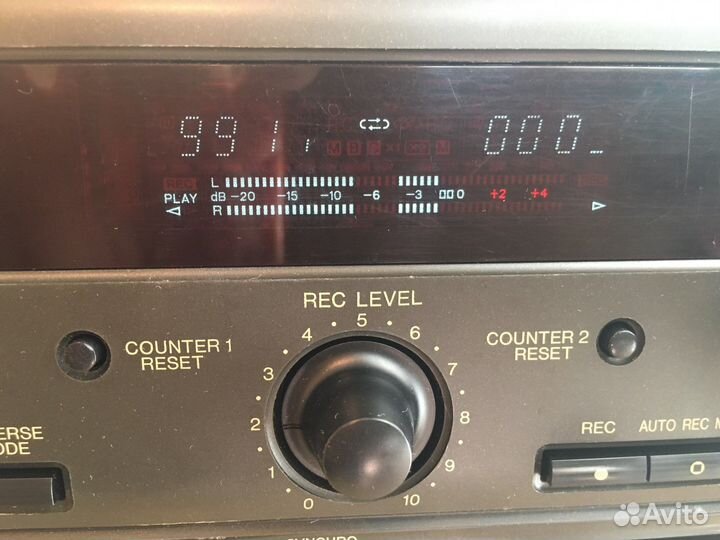 991
000
L
PLAY dB -20 -15 -10 -6 -3 0 +2 +4
R
REC LEVEL
COUNTER 1
RESET
COUNTER 2
RESET
0 1 2 3 4 5 6 7 8 9 10
ERSE
ODE
REC
AUTO REC M
Avito